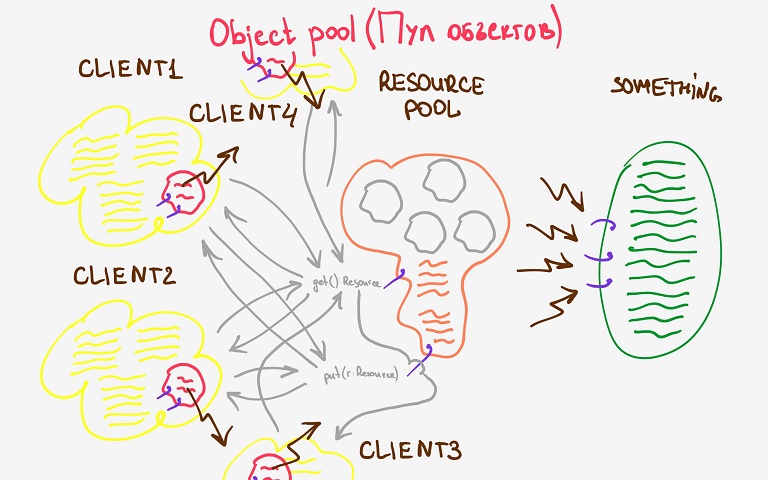 Object pool (Пул объектов)
CLIENT1
CLIENT4
RESOURCE
POOL
SOMETHING
CLIENT2
get():Resource
put(r:Resource)
CLIENT3